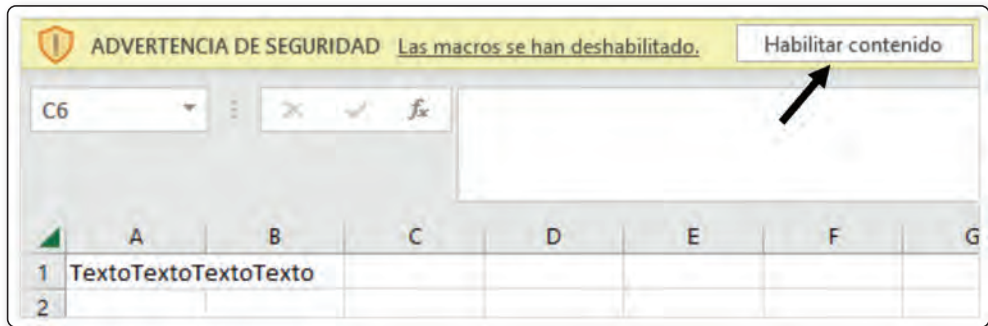 ADVERTENCIA DE SEGURIDAD Las macros se han deshabilitado. Habilitar contenido
C6 fx
A B C D E F G
1 TextoTextoTextoTexto
2